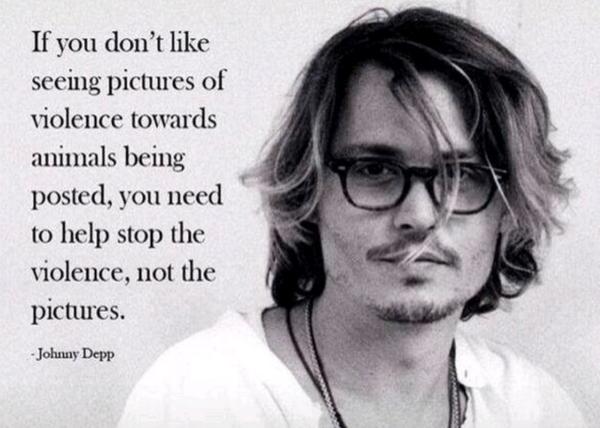 If you don't like
seeing pictures of
violence towards
animals being
posted, you need
to help stop the
violence, not the
pictures.
- Johnny Depp